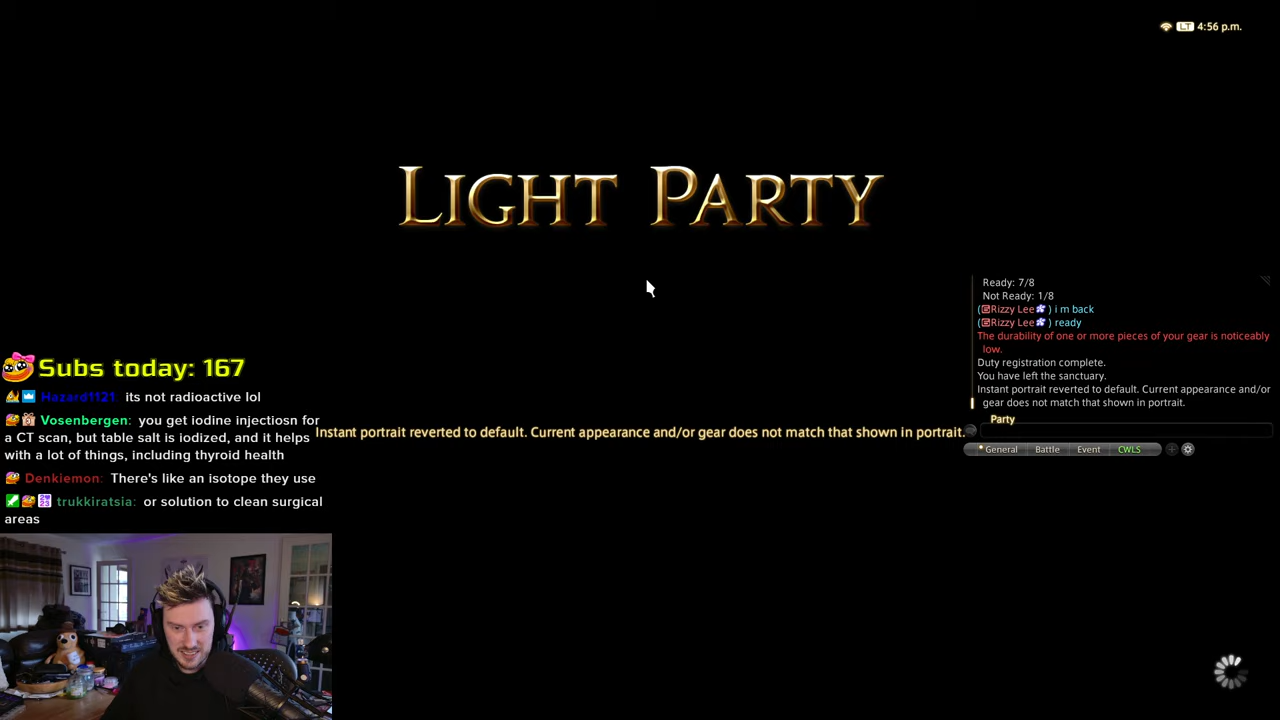 LT 4:56 p.m.
LIGHT PARTY
Ready: 7/8
Not Ready: 1/8
(Rizzy Lee) i m back
(Rizzy Lee) ready
The durability of one or more pieces of your gear is noticeably
low.
Duty registration complete.
You have left the sanctuary.
Instant portrait reverted to default. Current appearance and/or
gear does not match that shown in portrait.
Party
General Battle Event CWLS
Subs today: 167
Hazard1121: its not radioactive lol
Vosenbergen: you get iodine injectiosn for
a CT scan, but table salt is iodized, and it helps
with a lot of things, including thyroid health
Instant portrait reverted to default. Current appearance and/or gear does not match that shown in portrait.
Denkiemon: There's like an isotope they use
trukkiratsia: or solution to clean surgical
areas